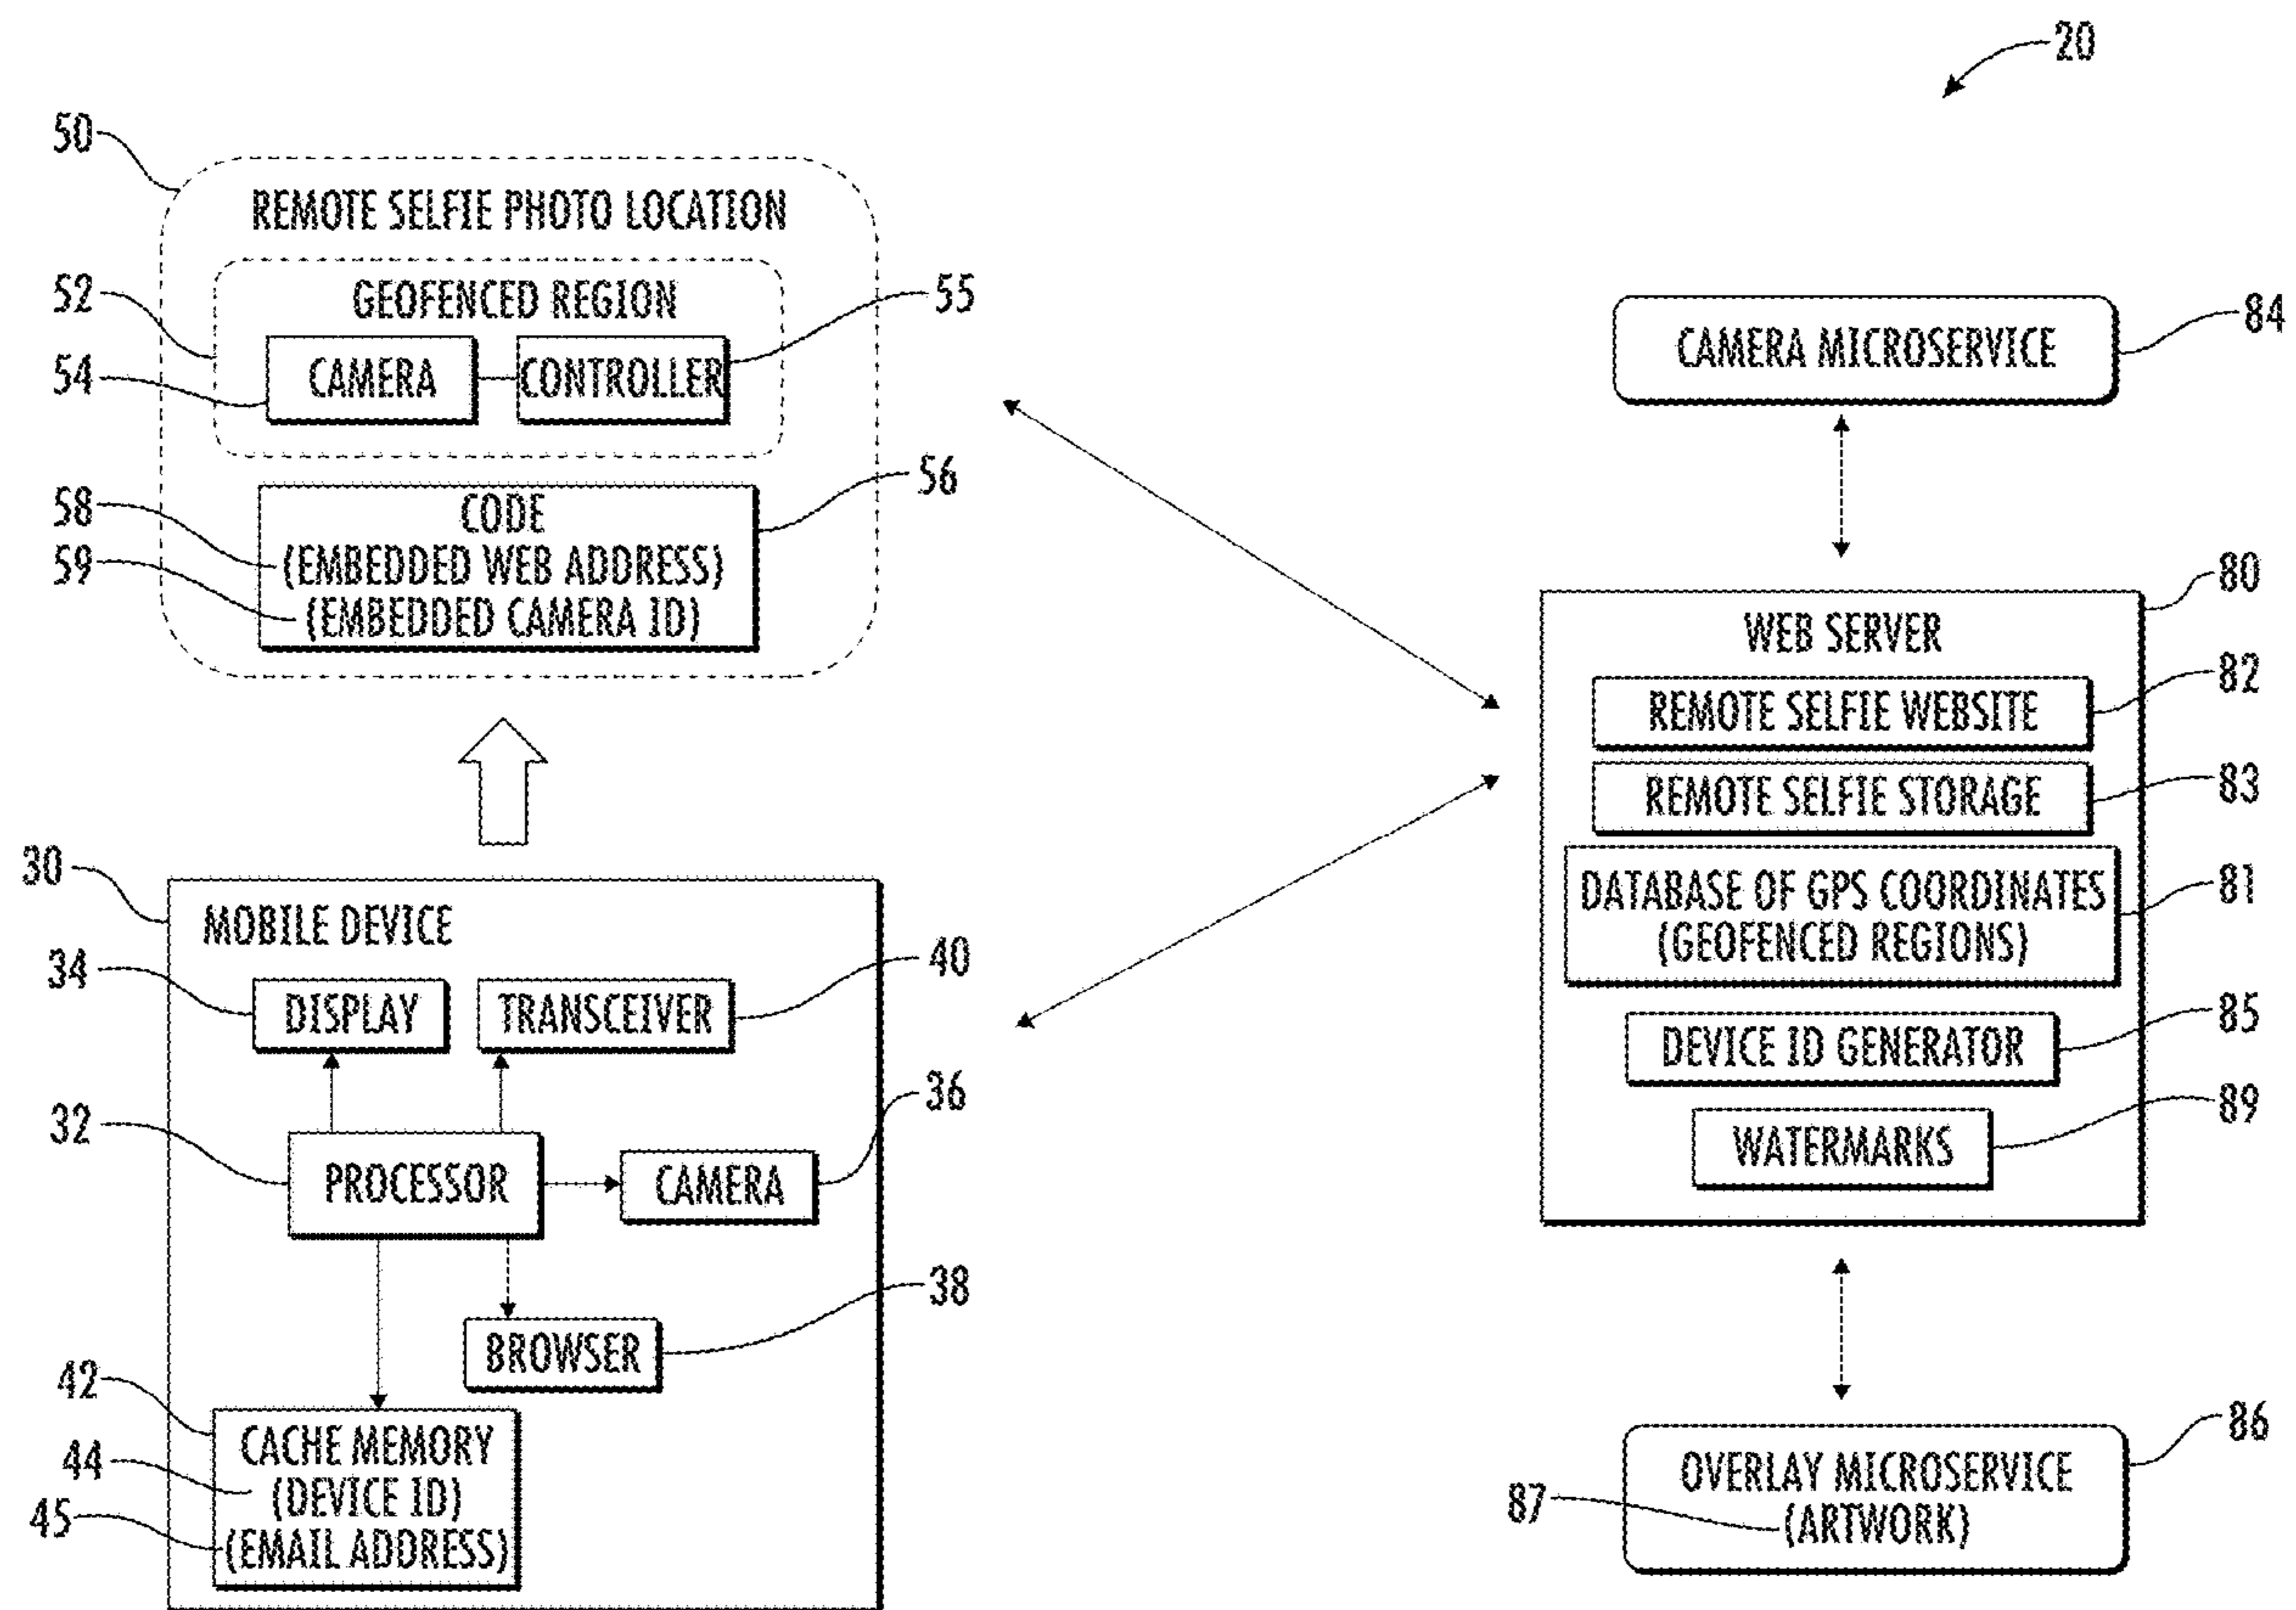 20
50
REMOTE SELFIE PHOTO LOCATION
52
GEOFENCED REGION
55
54
CAMERA
CONTROLLER
56
58
CODE
(EMBEDDED WEB ADDRESS)
59
(EMBEDDED CAMERA ID)
30
MOBILE DEVICE
34
DISPLAY
TRANSCEIVER
40
32
PROCESSOR
CAMERA
36
BROWSER
38
42
CACHE MEMORY
44
(DEVICE ID)
45
(EMAIL ADDRESS)
CAMERA MICROSERVICE
84
80
WEB SERVER
REMOTE SELFIE WEBSITE
82
REMOTE SELFIE STORAGE
83
DATABASE OF GPS COORDINATES
(GEOFENCED REGIONS)
81
DEVICE ID GENERATOR
85
WATERMARKS
89
OVERLAY MICROSERVICE
86
87
(ARTWORK)